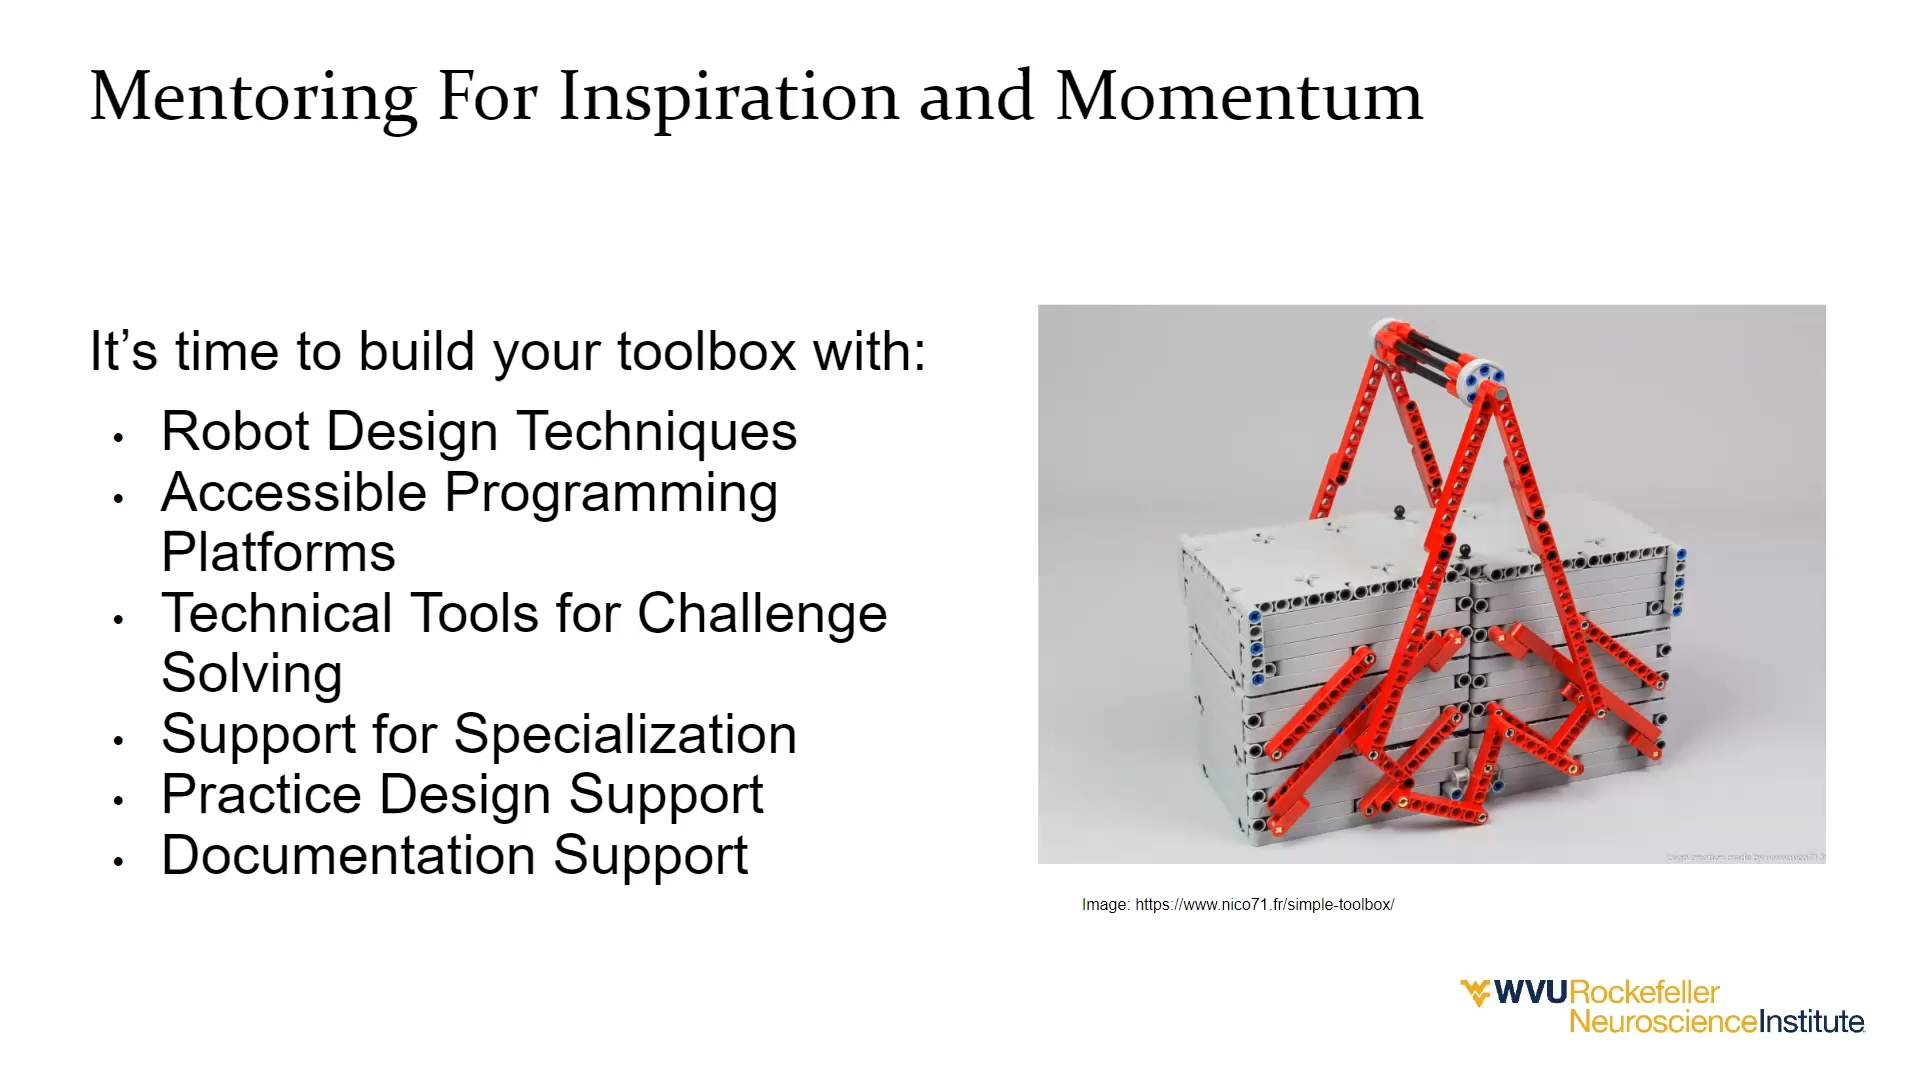 Mentoring For Inspiration and Momentum
It’s time to build your toolbox with:
• Robot Design Techniques
• Accessible Programming
Platforms
• Technical Tools for Challenge
Solving
• Support for Specialization
• Practice Design Support
• Documentation Support
Image: https://www.nico71.fr/simple-toolbox/
WVU Rockefeller
NeuroscienceInstitute